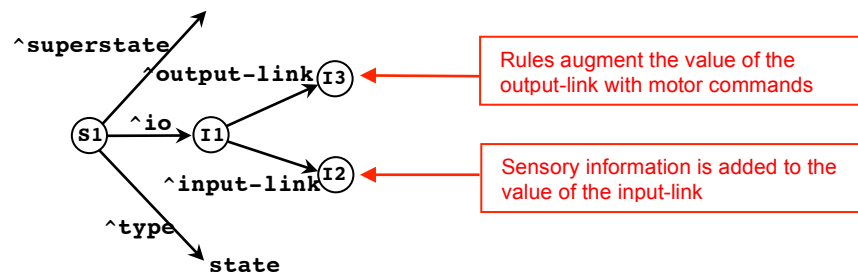 ^superstate
^output-link
I3
Rules augment the value of the
output-link with motor commands
S1
^io
I1
^input-link
I2
Sensory information is added to the
value of the input-link
^type
state